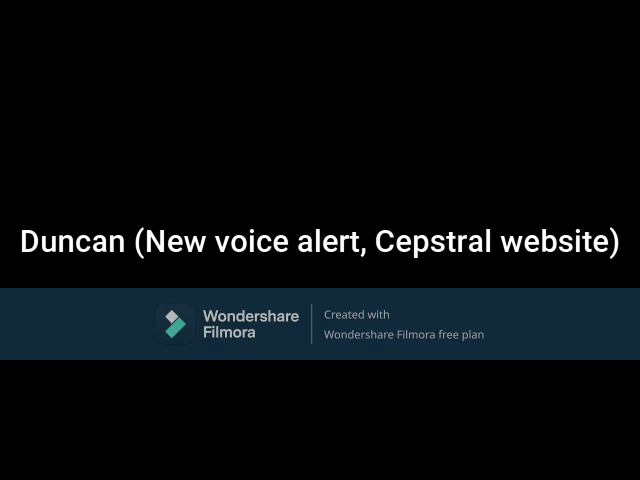 Duncan (New voice alert, Cepstral website)
Wondershare
Filmora
Created with
Wondershare Filmora free plan